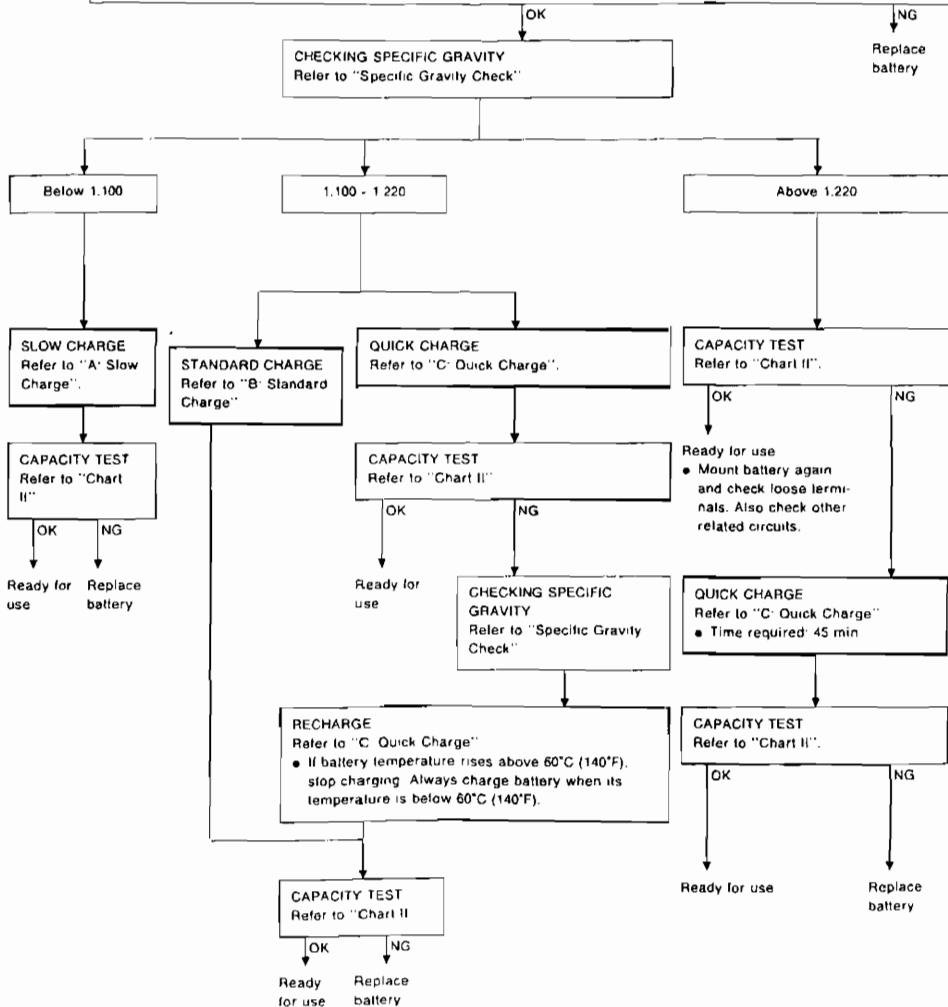 OK
NG
Replace
battery
CHECKING SPECIFIC GRAVITY
Refer to "Specific Gravity Check"
Below 1.100
1.100 - 1 220
Above 1.220
SLOW CHARGE
Refer to "A· Slow
Charge".
STANDARD CHARGE
Refer to "B· Standard
Charge"
QUICK CHARGE
Refer to "C· Quick Charge".
CAPACITY TEST
Refer to "Chart II".
OK
NG
CAPACITY TEST
Refer to "Chart
II"
OK
NG
Ready for
use
Replace
battery
CAPACITY TEST
Refer to "Chart II"
OK
NG
Ready for
use
Ready for use
• Mount battery again
and check loose termi-
nals. Also check other
related circuits.
CHECKING SPECIFIC
GRAVITY
Refer to "Specific Gravity
Check"
QUICK CHARGE
Refer to "C· Quick Charge"
• Time required· 45 min
RECHARGE
Refer to "C Quick Charge"
• If battery temperature rises above 60°C (140°F).
stop charging Always charge battery when its
temperature is below 60°C (140°F).
CAPACITY TEST
Refer to "Chart II".
OK
NG
Ready for use
Replace
battery
CAPACITY TEST
Refer to "Chart II
OK
NG
Ready
for use
Replace
battery